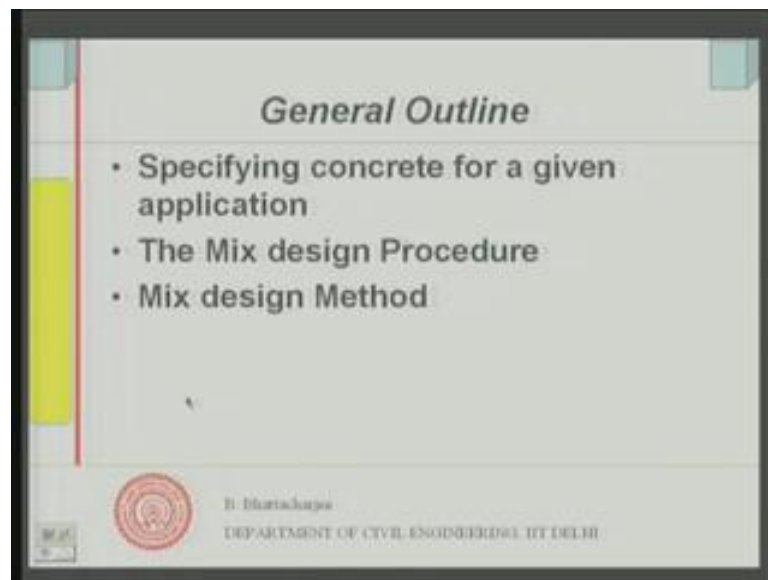 General Outline
• Specifying concrete for a given
application
• The Mix design Procedure
• Mix design Method
B. Bhattacharjee
DEPARTMENT OF CIVIL ENGINEERING, IIT DELHI